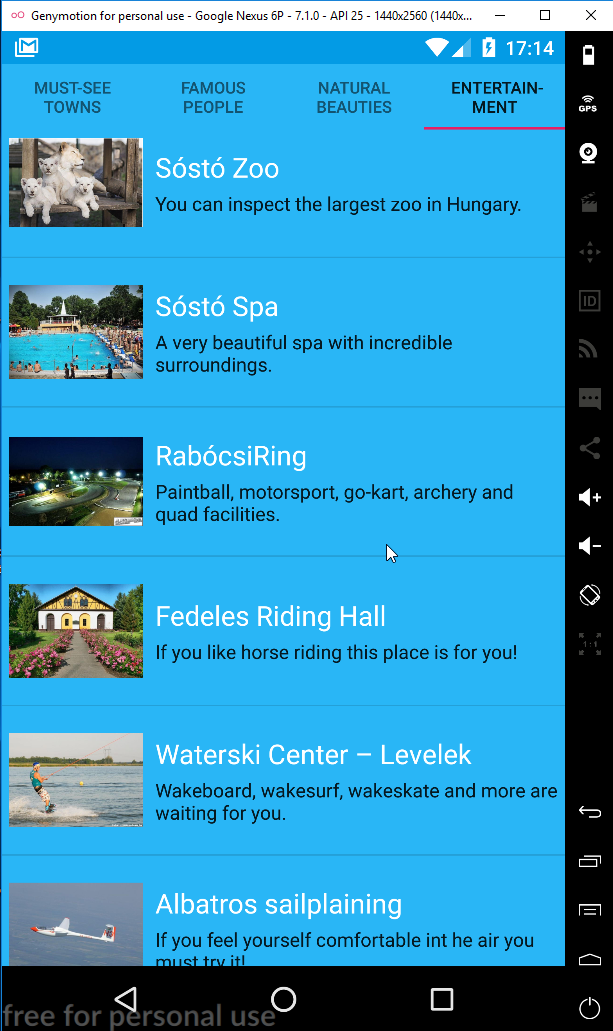 Genymotion for personal use - Google Nexus 6P - 7.1.0 - API 25 - 1440x2560 (1440x...
17:14
MUST-SEE
TOWNS
FAMOUS
PEOPLE
NATURAL
BEAUTIES
ENTERTAIN-
MENT
GPS
Sóstó Zoo
You can inspect the largest zoo in Hungary.
ID
Sóstó Spa
A very beautiful spa with incredible
surroundings.
RabócsiRing
Paintball, motorsport, go-kart, archery and
quad facilities.
Fedeles Riding Hall
If you like horse riding this place is for you!
1:1
Waterski Center – Levelek
Wakeboard, wakesurf, wakeskate and more are
waiting for you.
Albatros sailplaining
If you feel yourself comfortable int he air you
must try it!
free for personal use